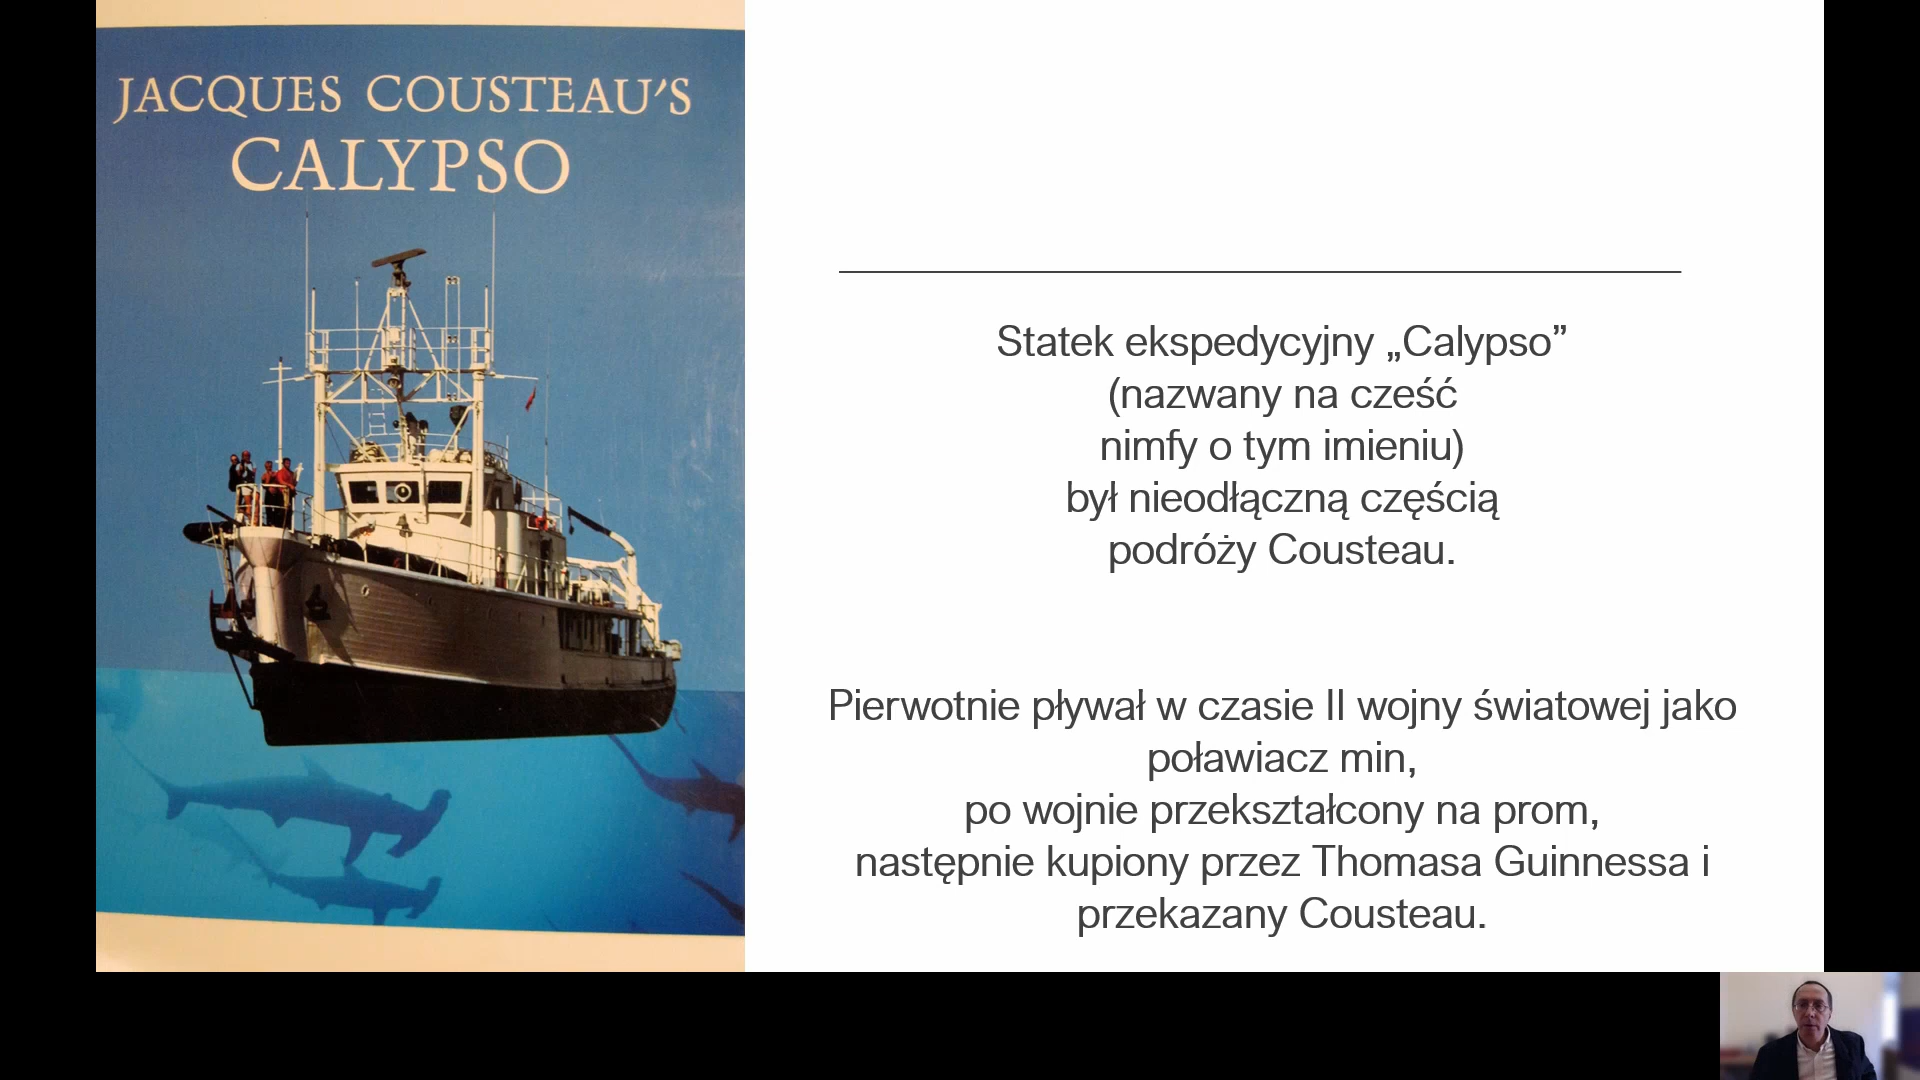 JACQUES COUSTEAU'S
CALYPSO
Statek ekspedycyjny „Calypso”
(nazwany na cześć
nimfy o tym imieniu)
był nieodłączną częścią
podróży Cousteau.
Pierwotnie pływał w czasie II wojny światowej jako
poławiacz min,
po wojnie przekształcony na prom,
następnie kupiony przez Thomasa Guinnessa i
przekazany Cousteau.